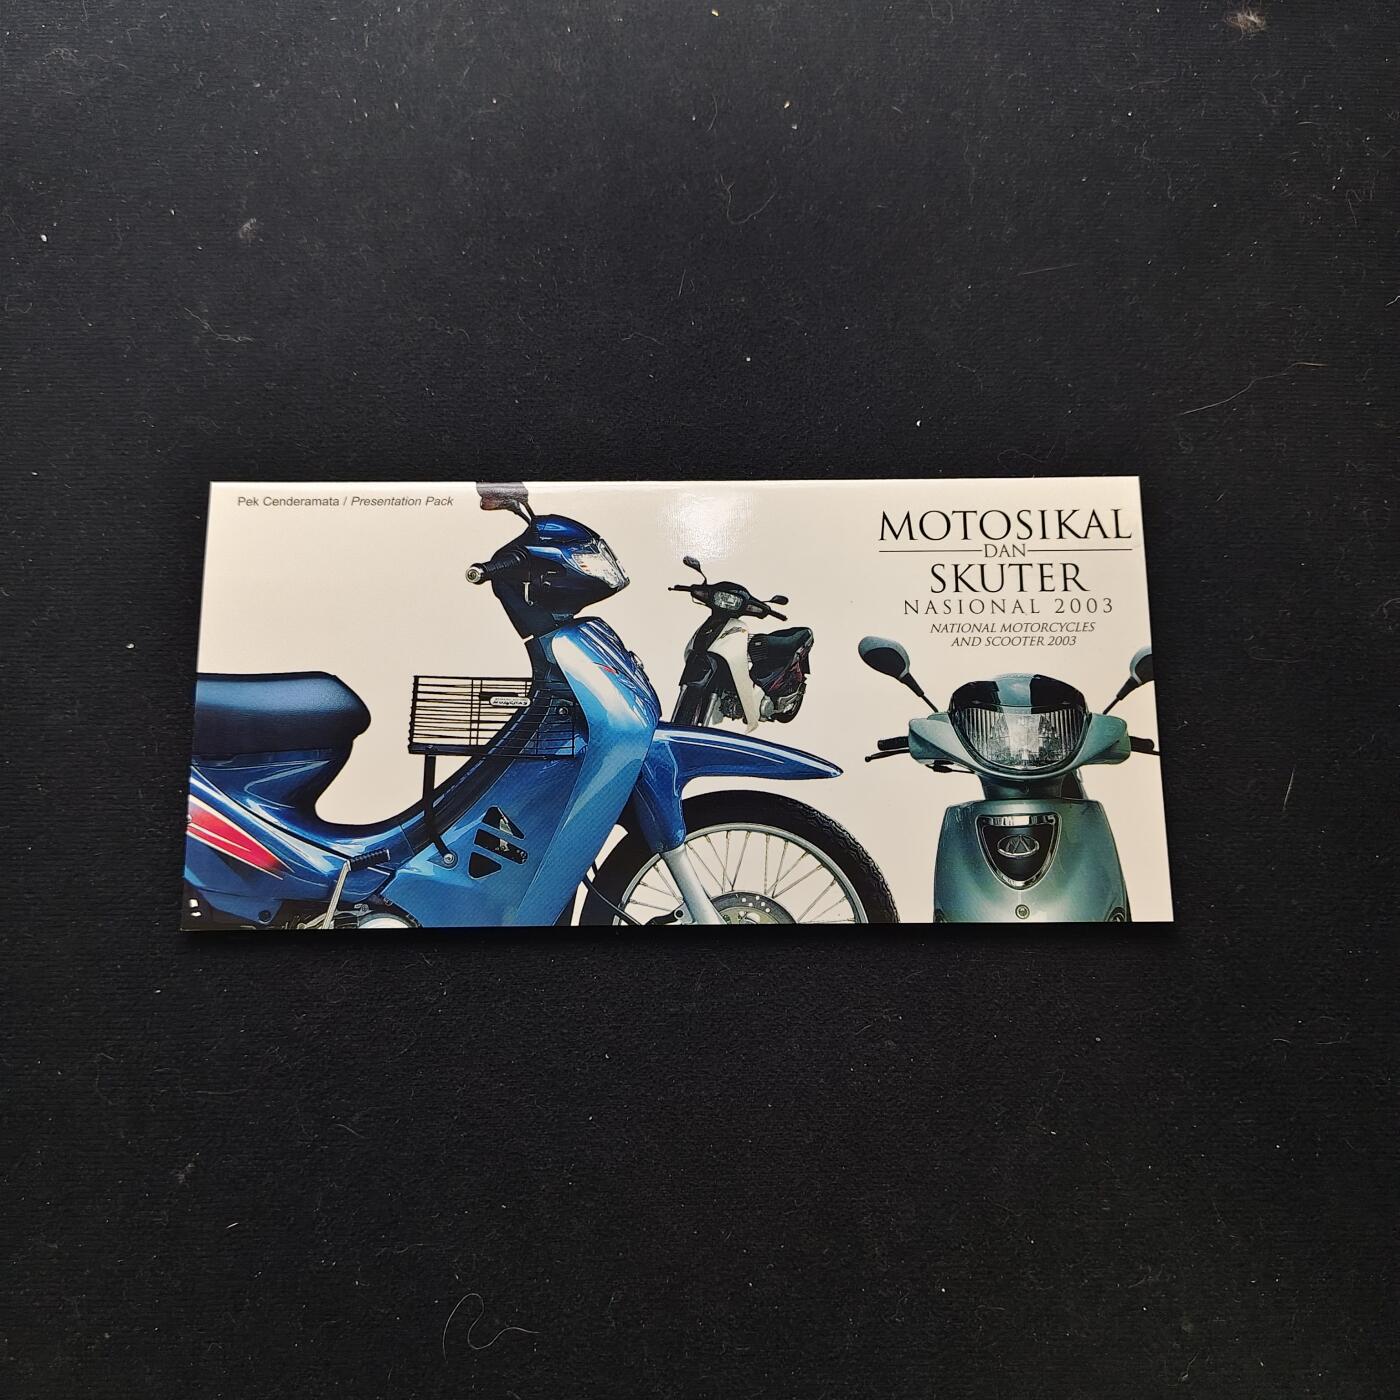 Pek Cenderamata / Presentation Pack
MOTOSIKAL
DAN
SKUTER
NASIONAL 2003
NATIONAL MOTORCYCLES
AND SCOOTER 2003